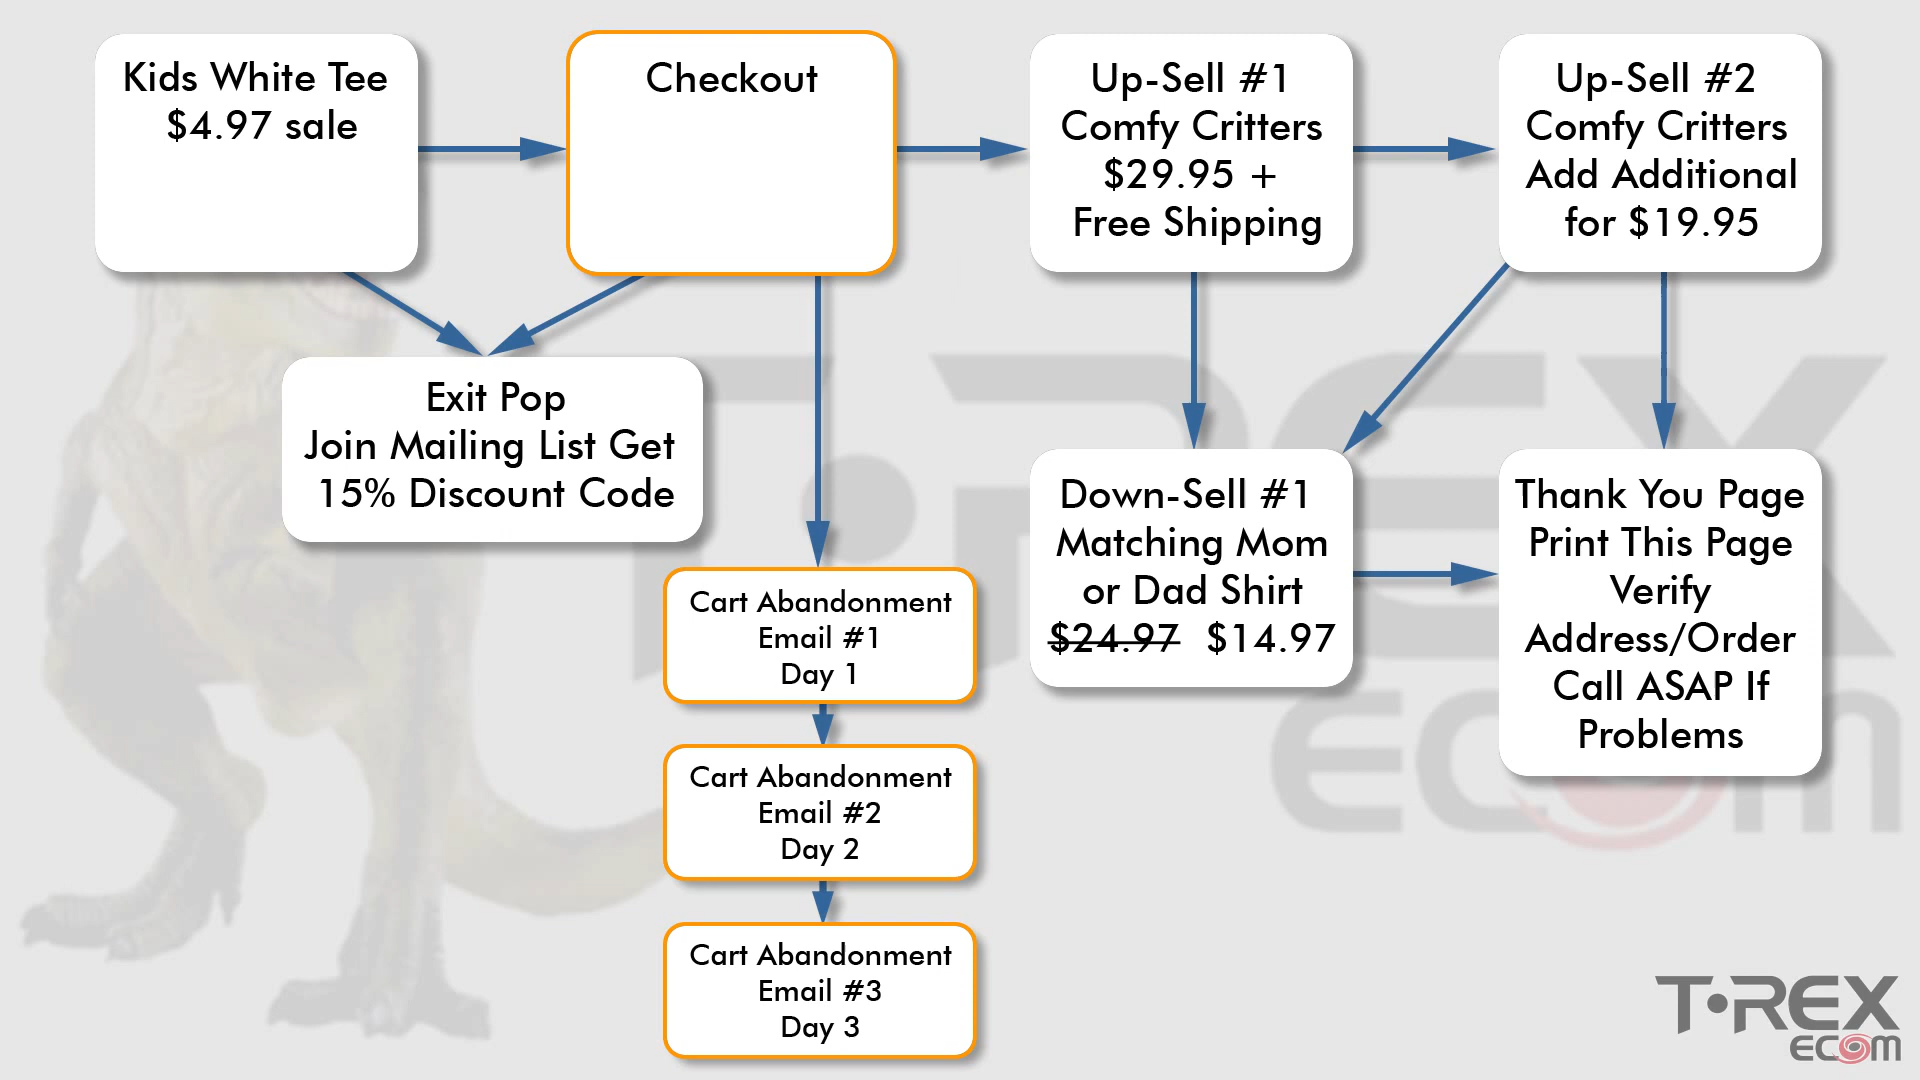 Kids White Tee
$4.97 sale
Checkout
Up-Sell #1
Comfy Critters
$29.95 +
Free Shipping
Up-Sell #2
Comfy Critters
Add Additional
for $19.95
Exit Pop
Join Mailing List Get
15% Discount Code
Down-Sell #1
Matching Mom
or Dad Shirt
$24.97 $14.97
Thank You Page
Print This Page
Verify
Address/Order
Call ASAP If
Problems
Cart Abandonment
Email #1
Day 1
Cart Abandonment
Email #2
Day 2
Cart Abandonment
Email #3
Day 3
T•REX
ECOM
T•REX
ECOM